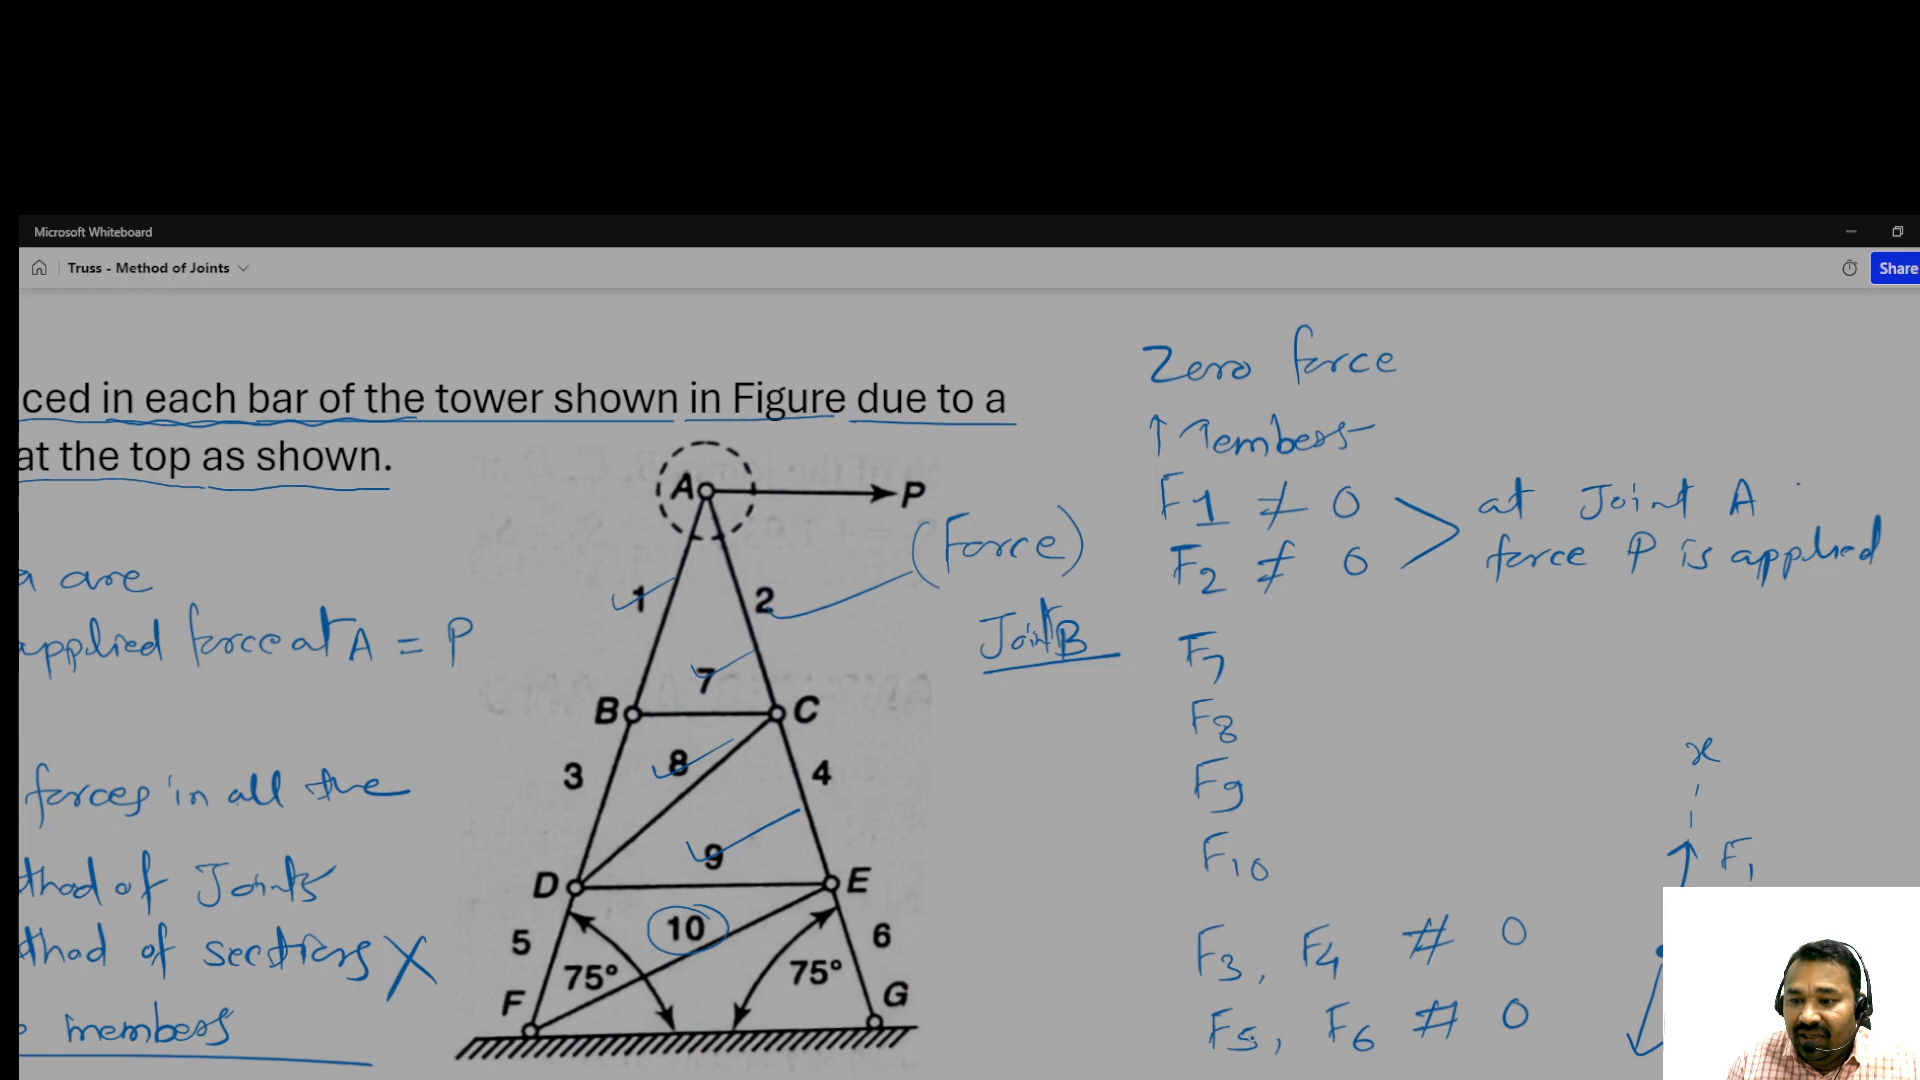 Microsoft Whiteboard
Truss - Method of Joints
Share
ced in each bar of the tower shown in Figure due to a
at the top as shown.
are
applied force at A = P
forces in all the
thod of Joints
thod of sections X
members
A
P
1
2
(Force)
7
B
C
8
3
4
9
D
E
10
5
6
75°
75°
F
G
Joint B
Zero force
Members
F1 ≠ 0
F2 ≠ 0
> at Joint A
force P is applied
F7
F8
F9
F10
F3, F4 ≠ 0
F5, F6 ≠ 0
x
F1